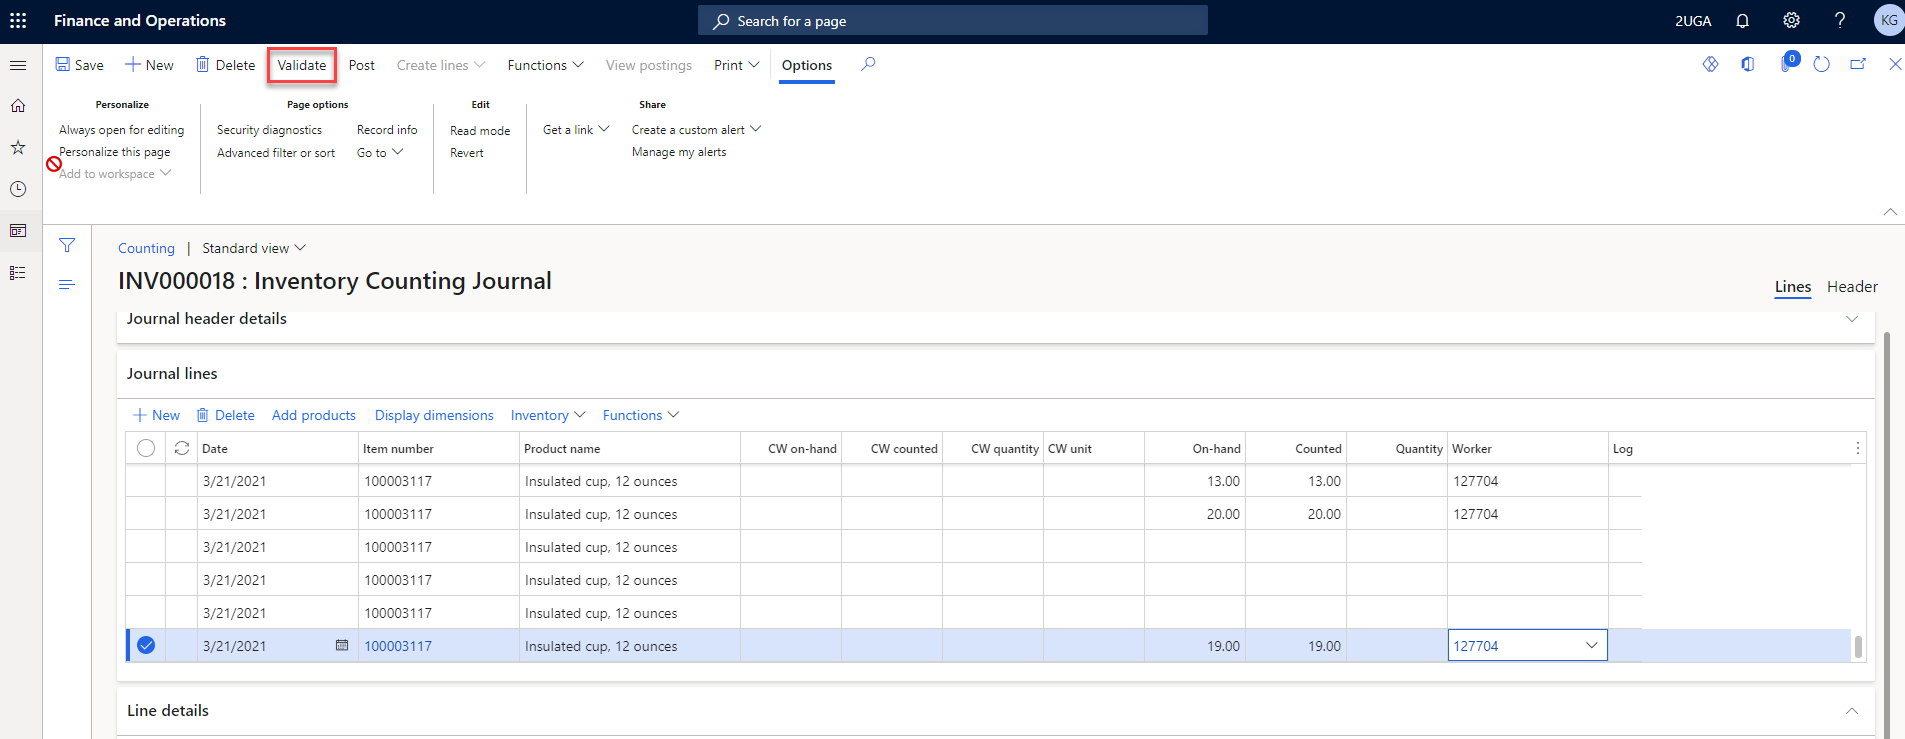 Finance and Operations
Search for a page
2UGA
KG
Save New Delete Validate Post Create lines Functions View postings Print Options 0
Personalize
Always open for editing
Personalize this page
Add to workspace
Page options
Security diagnostics Record info
Advanced filter or sort Go to
Edit
Read mode
Revert
Share
Get a link Create a custom alert
Manage my alerts
Counting | Standard view
INV000018 : Inventory Counting Journal
Lines Header
Journal header details
Journal lines
New Delete Add products Display dimensions Inventory Functions
Date Item number Product name CW on-hand CW counted CW quantity CW unit On-hand Counted Quantity Worker Log
3/21/2021 100003117 Insulated cup, 12 ounces 13.00 13.00 127704
3/21/2021 100003117 Insulated cup, 12 ounces 20.00 20.00 127704
3/21/2021 100003117 Insulated cup, 12 ounces
3/21/2021 100003117 Insulated cup, 12 ounces
3/21/2021 100003117 Insulated cup, 12 ounces
3/21/2021 100003117 Insulated cup, 12 ounces 19.00 19.00 127704
Line details